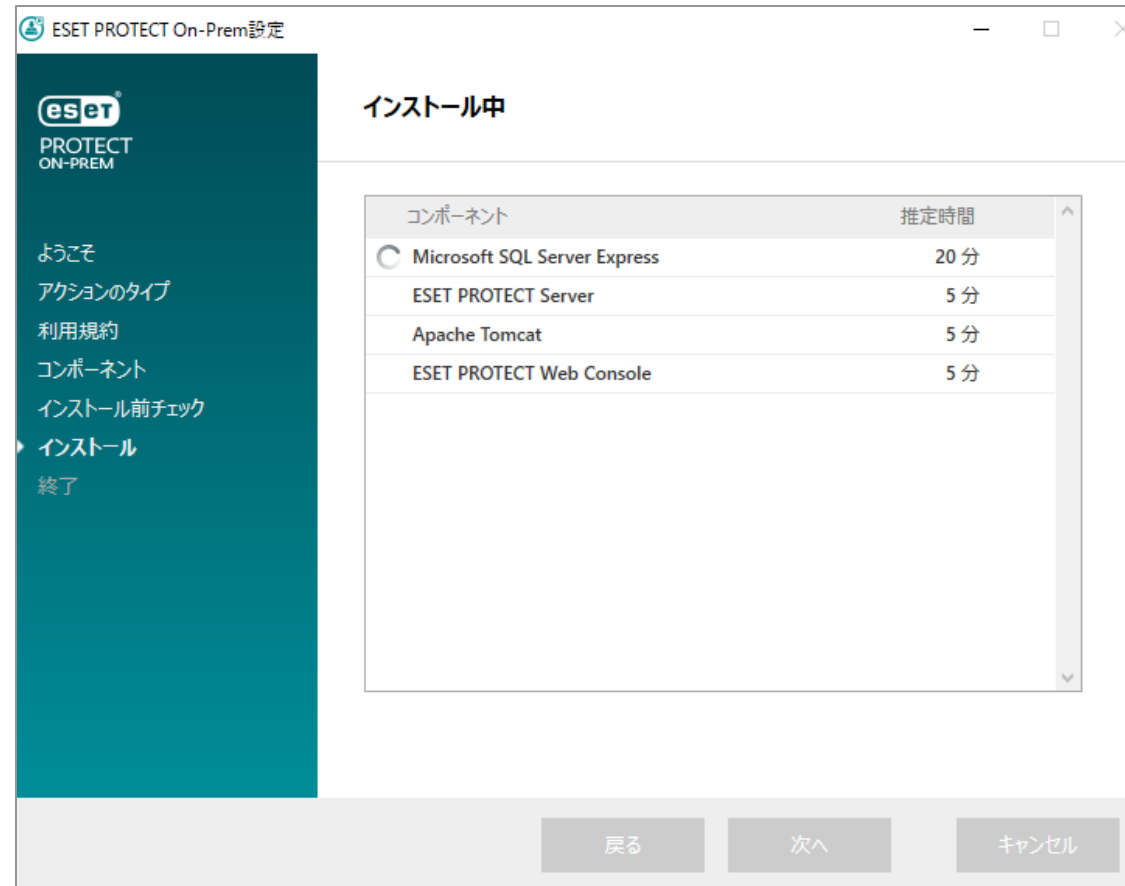 ESET PROTECT On-Prem設定
eset®
PROTECT
ON-PREM
インストール中
ようこそ
アクションのタイプ
利用規約
コンポーネント
インストール前チェック
インストール
終了
コンポーネント 推定時間
Microsoft SQL Server Express 20 分
ESET PROTECT Server 5 分
Apache Tomcat 5 分
ESET PROTECT Web Console 5 分
戻る 次へ キャンセル